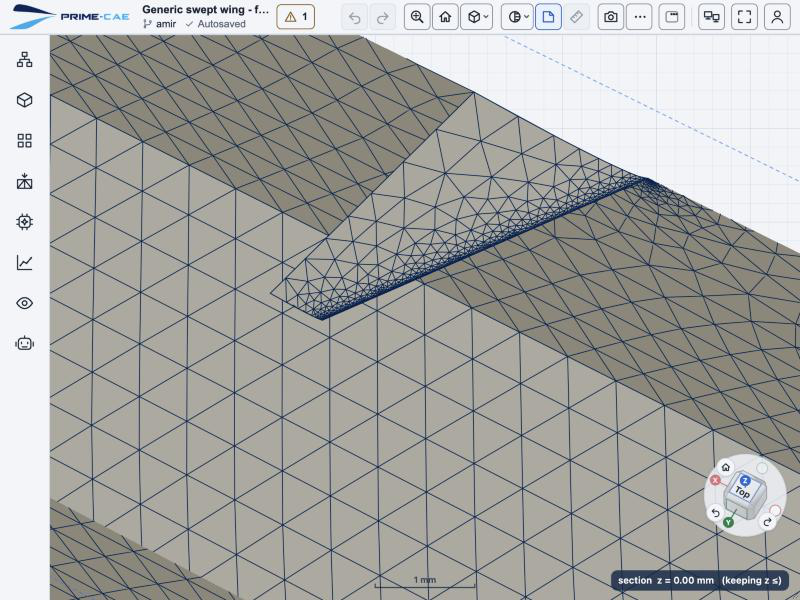 PRIME-CAE
Generic swept wing - f...
amir
Autosaved
1
X
Z
Top
Y
1 mm
section z = 0.00 mm (keeping z ≤)